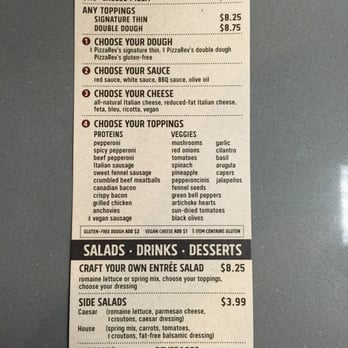 ANY TOPPINGS
SIGNATURE THIN $8.25
DOUBLE DOUGH $8.75
1 CHOOSE YOUR DOUGH
‡ PizzaRev's signature thin, ‡ PizzaRev's double dough
PizzaRev's gluten-free
2 CHOOSE YOUR SAUCE
red sauce, white sauce, BBQ sauce, olive oil
3 CHOOSE YOUR CHEESE
all-natural Italian cheese, reduced-fat Italian cheese,
feta, bleu, ricotta, vegan
4 CHOOSE YOUR TOPPINGS
PROTEINS VEGGIES
pepperoni mushrooms garlic
spicy pepperoni red onions cilantro
beef pepperoni tomatoes basil
Italian sausage spinach arugula
sweet fennel sausage pineapple capers
crumbled beef meatballs pepperoncinis jalapeños
canadian bacon fennel seeds
crispy bacon green bell peppers
grilled chicken artichoke hearts
anchovies sun-dried tomatoes
‡ vegan sausage black olives
GLUTEN-FREE DOUGH ADD $2 VEGAN CHEESE ADD $1 ‡ ITEM CONTAINS GLUTEN
SALADS · DRINKS · DESSERTS
CRAFT YOUR OWN ENTRÉE SALAD $8.25
romaine lettuce or spring mix, choose your toppings,
choose your dressing
SIDE SALADS $3.99
Caesar (romaine lettuce, parmesan cheese,
‡ croutons, caesar dressing)
House (spring mix, carrots, tomatoes,
‡ croutons, fat-free balsamic dressing)